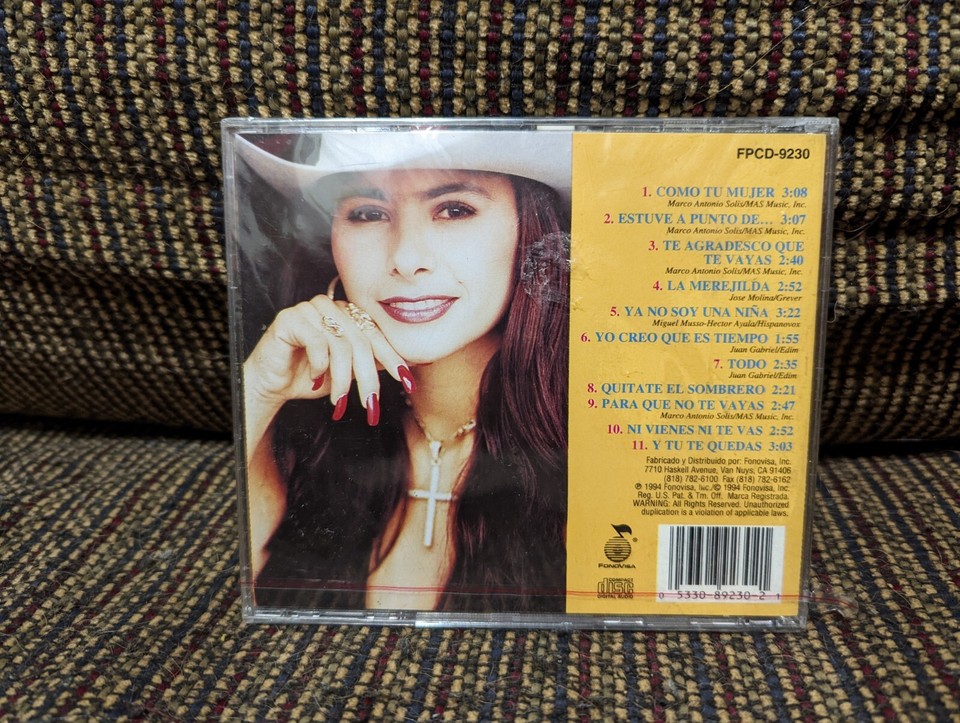 FPCD-9230
1. COMO TU MUJER 3:08
Marco Antonio Solis/MAS Music, Inc.
2. ESTUVE A PUNTO DE... 3:07
Marco Antonio Solis/MAS Music, Inc.
3. TE AGRADESCO QUE
TE VAYAS 2:40
Marco Antonio Solis/MAS Music, Inc.
4. LA MEREJILDA 2:52
Jose Molina/Grever
5. YA NO SOY UNA NIÑA 3:22
Miguel Musso-Hector Ayala/Hispanovox
6. YO CREO QUE ES TIEMPO 1:55
Juan Gabriel/Edim
7. TODO 2:35
Juan Gabriel/Edim
8. QUITATE EL SOMBRERO 2:21
9. PARA QUE NO TE VAYAS 2:47
Marco Antonio Solis/MAS Music, Inc.
10. NI VIENES NI TE VAS 2:52
11. Y TU TE QUEDAS 3:03
Fabricado y Distribuido por: Fonovisa, Inc.
7710 Haskell Avenue, Van Nuys, CA 91406
(818) 782-6100 Fax (818) 782-6162
℗ 1994 Fonovisa, Inc./© 1994 Fonovisa, Inc.
Reg. U.S. Pat. & Tm. Off. Marca Registrada.
WARNING: All Rights Reserved. Unauthorized
duplication is a violation of applicable laws.
®
FONOVISA
COMPACT
disc
DIGITAL AUDIO
0 53308-89230-2 1